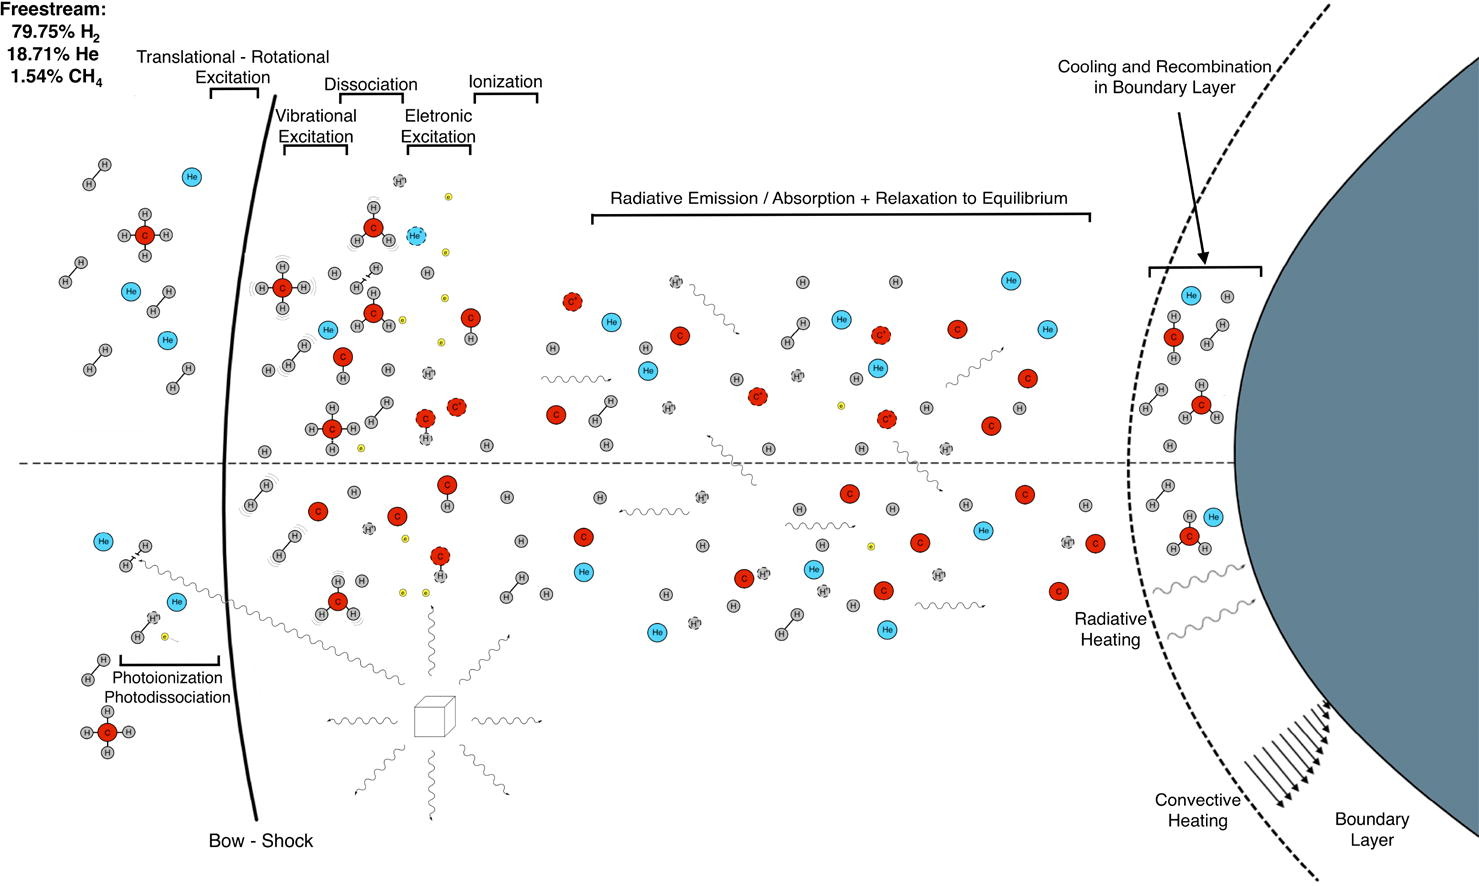 Freestream:
79.75% H₂
18.71% He
1.54% CH₄
Translational - Rotational
Excitation
Dissociation
Ionization
Vibrational
Excitation
Eletronic
Excitation
Radiative Emission / Absorption + Relaxation to Equilibrium
Cooling and Recombination
in Boundary Layer
Photoionization
Photodissociation
Bow - Shock
Radiative
Heating
Convective
Heating
Boundary
Layer